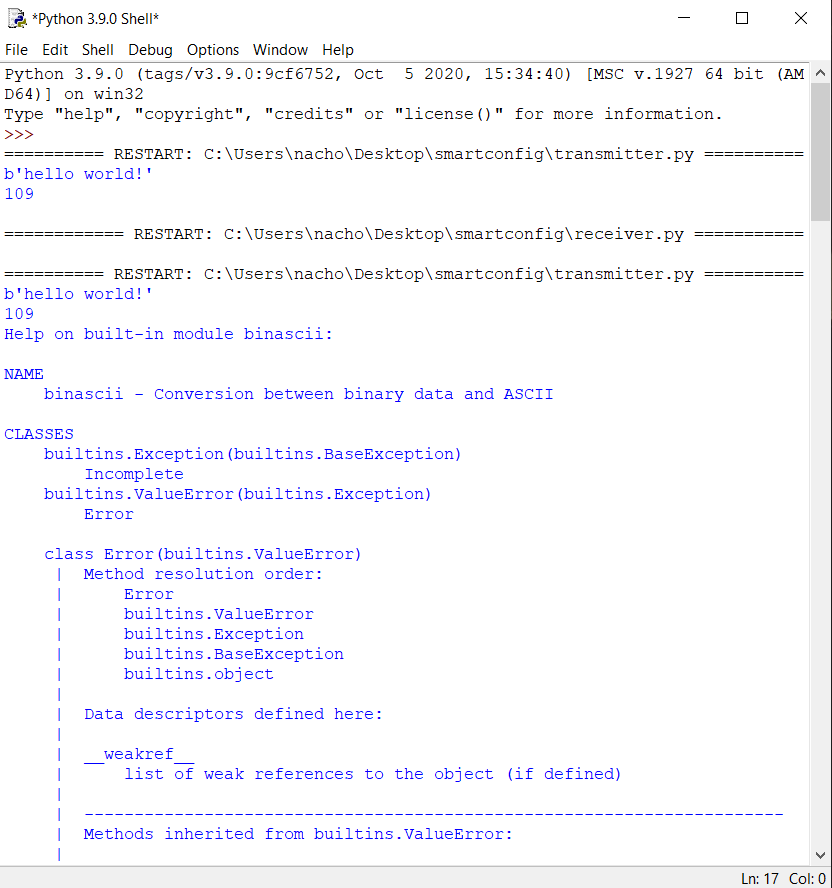 *Python 3.9.0 Shell*
File Edit Shell Debug Options Window Help
Python 3.9.0 (tags/v3.9.0:9cf6752, Oct  5 2020, 15:34:40) [MSC v.1927 64 bit (AM
D64)] on win32
Type "help", "copyright", "credits" or "license()" for more information.
>>>
========== RESTART: C:\Users\nacho\Desktop\smartconfig\transmitter.py ==========
b'hello world!'
109
============ RESTART: C:\Users\nacho\Desktop\smartconfig\receiver.py ===========
========== RESTART: C:\Users\nacho\Desktop\smartconfig\transmitter.py ==========
b'hello world!'
109
Help on built-in module binascii:
NAME
    binascii - Conversion between binary data and ASCII
CLASSES
    builtins.Exception(builtins.BaseException)
        Incomplete
    builtins.ValueError(builtins.Exception)
        Error
    class Error(builtins.ValueError)
     |  Method resolution order:
     |      Error
     |      builtins.ValueError
     |      builtins.Exception
     |      builtins.BaseException
     |      builtins.object
     |
     |  Data descriptors defined here:
     |
     |  __weakref__
     |      list of weak references to the object (if defined)
     |
     |  ----------------------------------------------------------------------
     |  Methods inherited from builtins.ValueError:
     |
Ln: 17 Col: 0